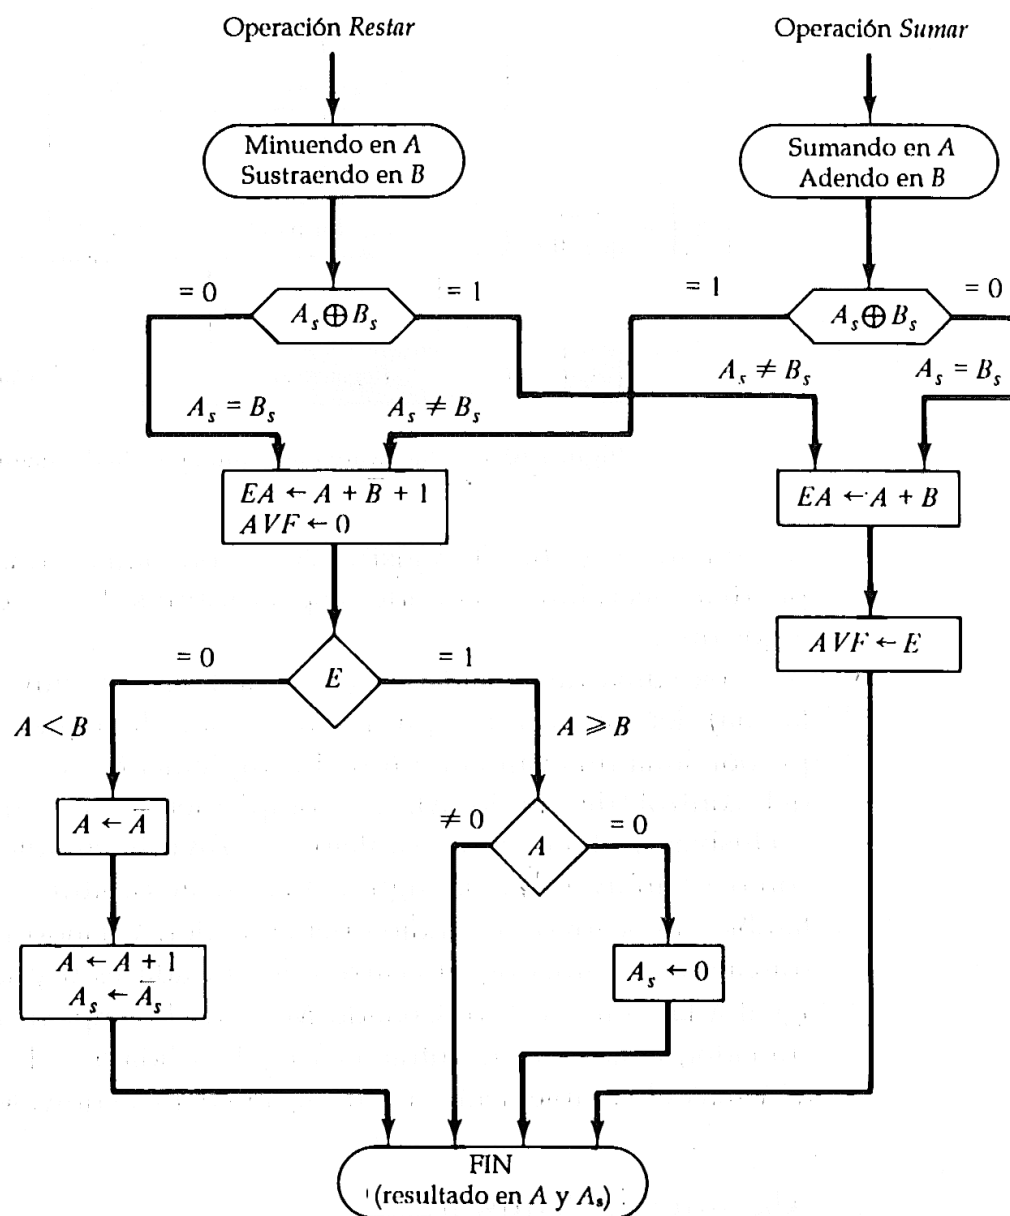 Operación Restar
Operación Sumar
Minuendo en A
Sustraendo en B
Sumando en A
Adendo en B
= 0
A_s ⊕ B_s
= 1
= 1
A_s ⊕ B_s
= 0
A_s = B_s
A_s ≠ B_s
A_s ≠ B_s
A_s = B_s
EA ← A + B̅ + 1
AVF ← 0
EA ← A + B
AVF ← E
= 0
E
= 1
A < B
A ⩾ B
A ← A̅
≠ 0
A
= 0
A ← A + 1
A_s ← A̅_s
A_s ← 0
FIN
(resultado en A y A_s)